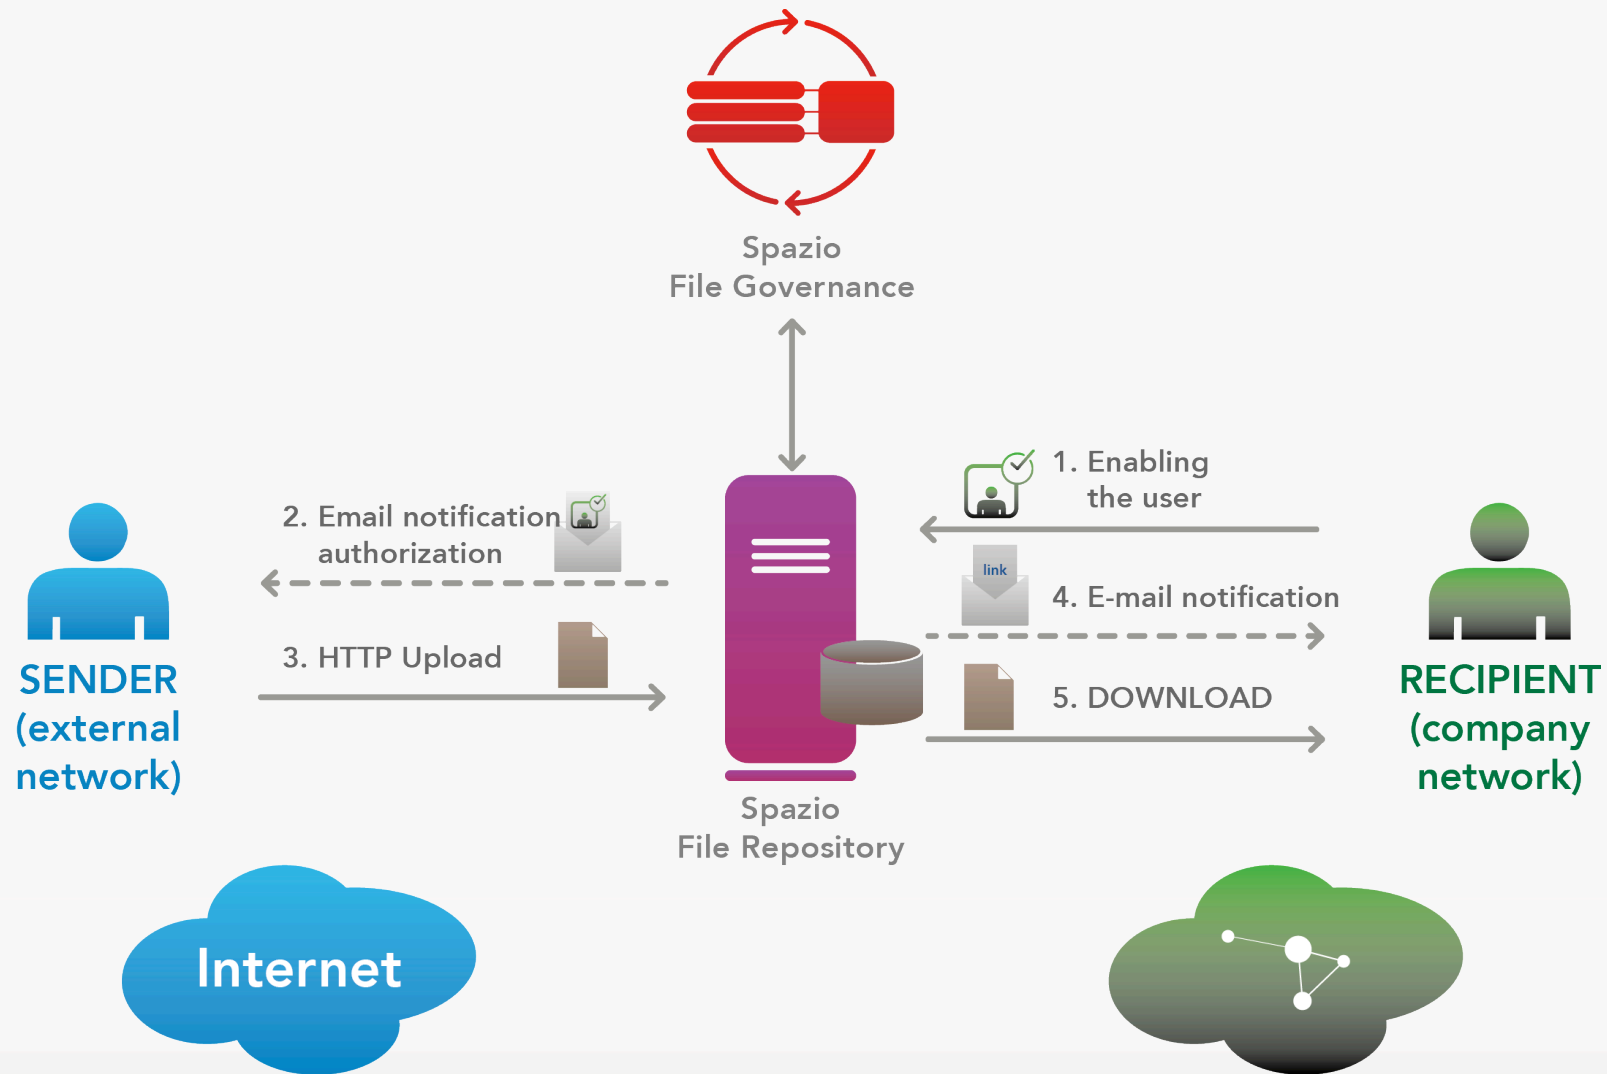 Spazio
File Governance
1. Enabling
the user
2. Email notification
authorization
link
4. E-mail notification
3. HTTP Upload
5. DOWNLOAD
SENDER
(external
network)
RECIPIENT
(company
network)
Spazio
File Repository
Internet